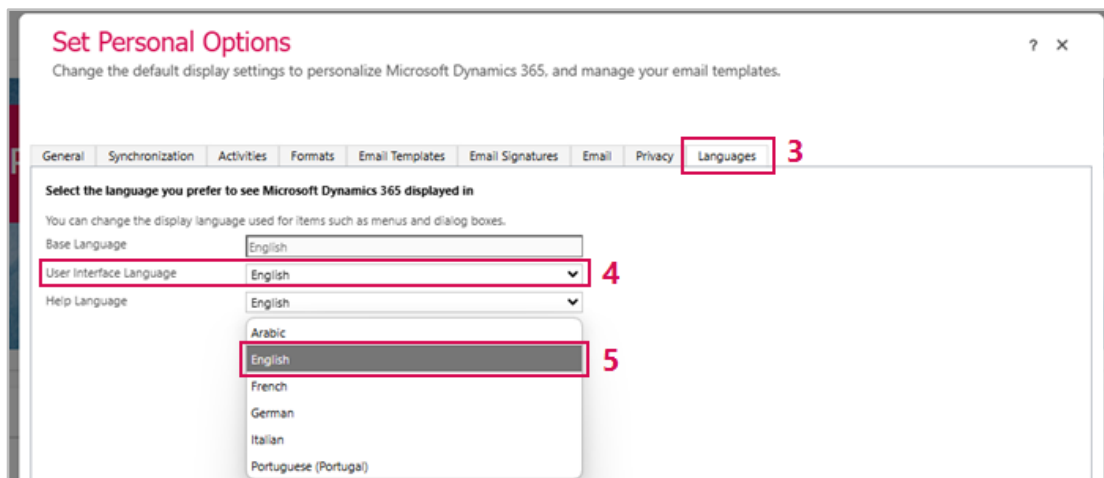 Set Personal Options
? ×
Change the default display settings to personalize Microsoft Dynamics 365, and manage your email templates.
General Synchronization Activities Formats Email Templates Email Signatures Email Privacy Languages 3
Select the language you prefer to see Microsoft Dynamics 365 displayed in
You can change the display language used for items such as menus and dialog boxes.
Base Language English
User Interface Language English 4
Help Language English
Arabic
English 5
French
German
Italian
Portuguese (Portugal)